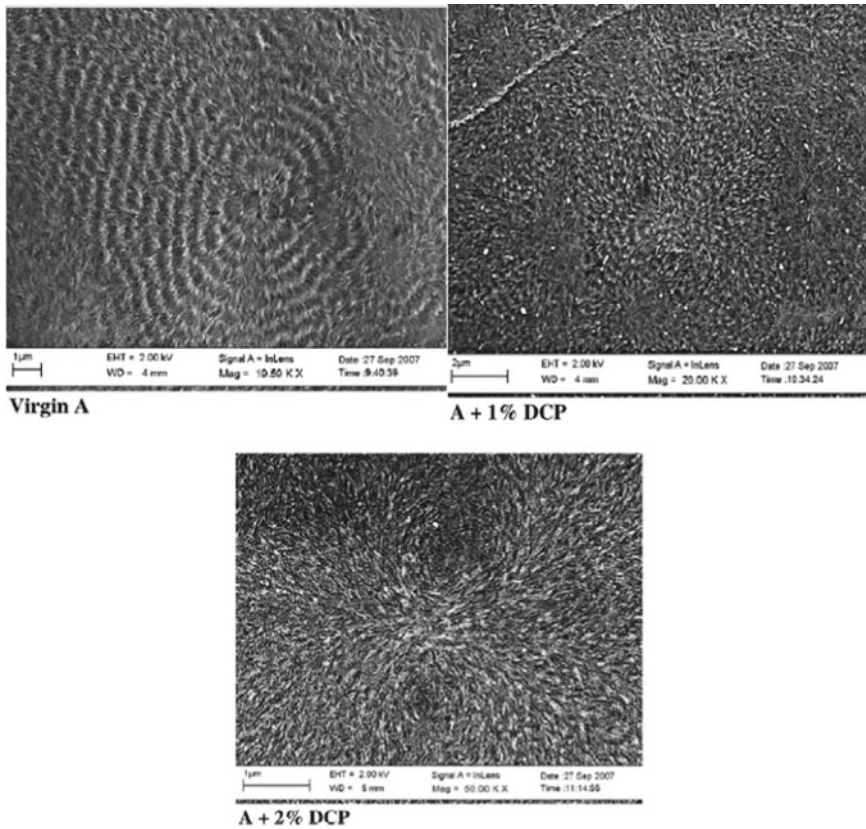 1µm EHT = 2.00 kV Signal A = InLens Date :27 Sep 2007
WD = 4 mm Mag = 10.50 K X Time :9:40:39
Virgin A
2µm EHT = 2.00 kV Signal A = InLens Date :27 Sep 2007
WD = 4 mm Mag = 20.00 K X Time :10.34.24
A + 1% DCP
1µm EHT = 2.00 kV Signal A = InLens Date :27 Sep 2007
WD = 5 mm Mag = 50.00 K X Time :11:14:55
A + 2% DCP